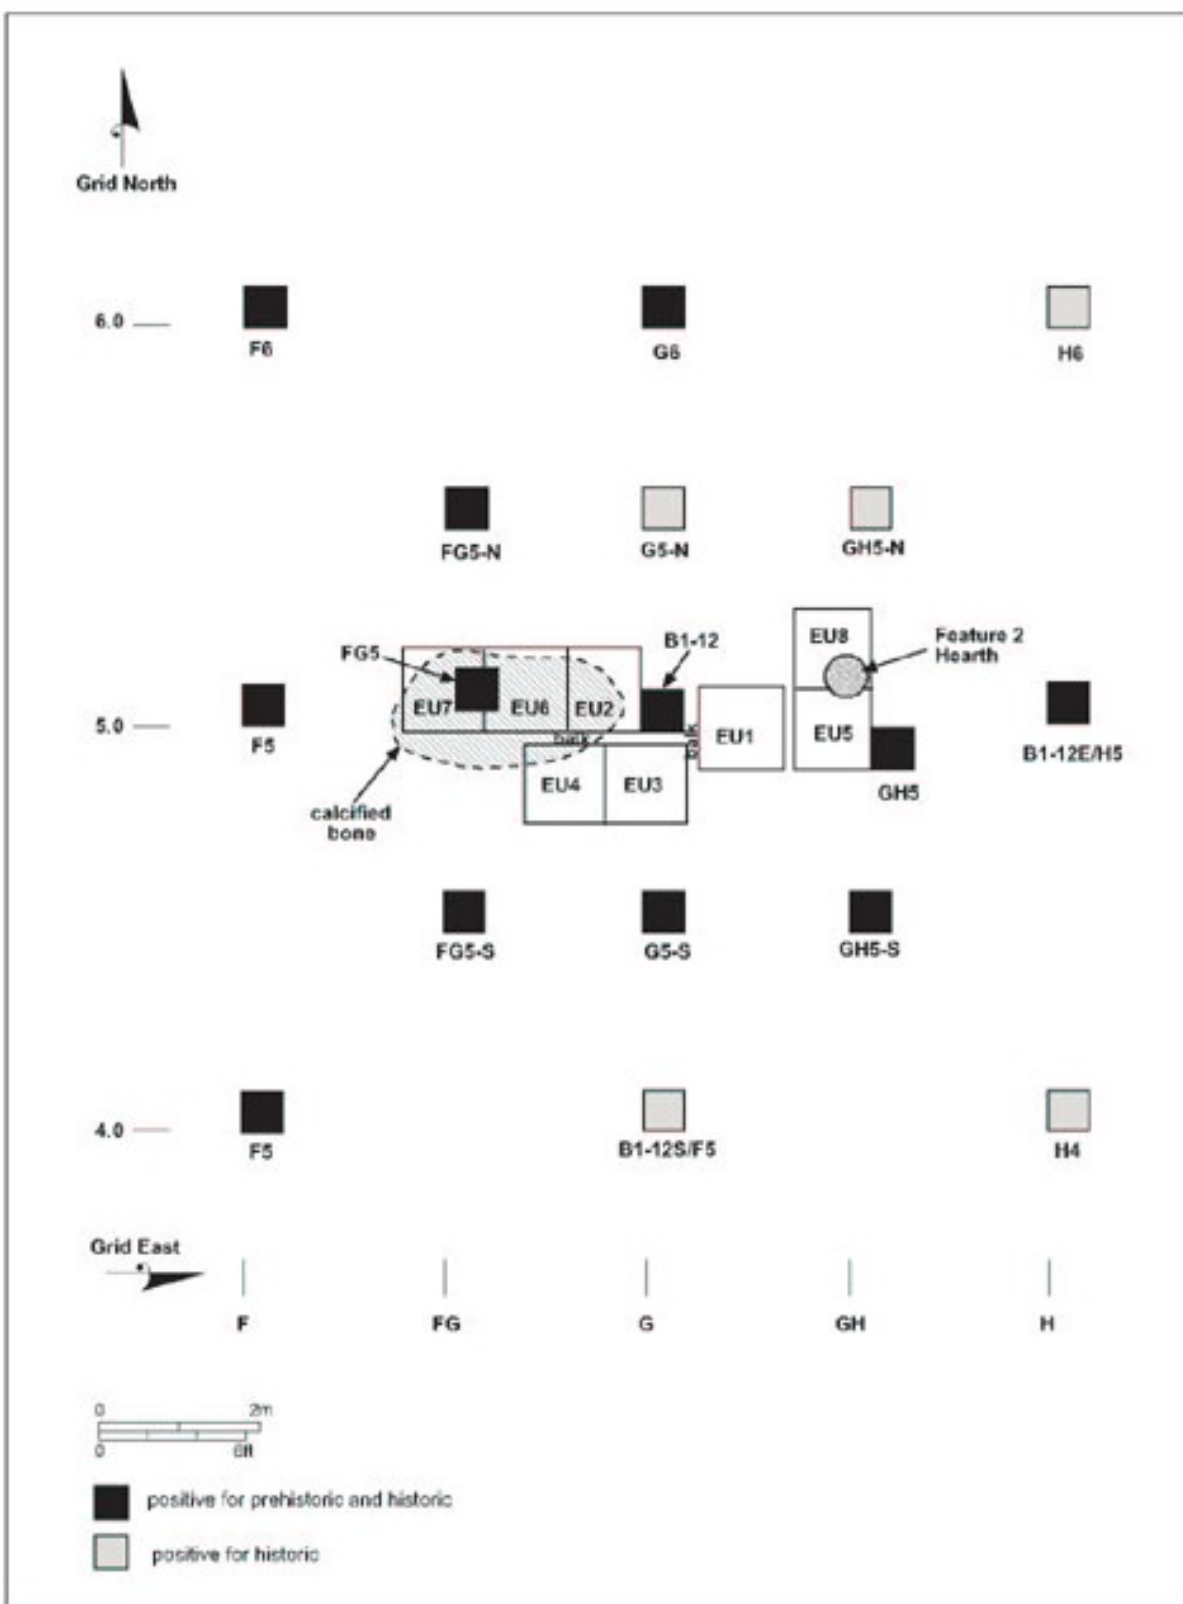 Grid North
6.0
F6
G6
H6
FG5-N
G5-N
GH5-N
EU8
Feature 2
Hearth
B1-12
FG5
EU7
EU6
EU2
balk
balk
EU1
EU5
5.0
F5
B1-12E/H5
EU4
EU3
GH5
calcified
bone
FG5-S
G5-S
GH5-S
4.0
F5
B1-12S/F5
H4
Grid East
F
FG
G
GH
H
0
2m
0
6ft
positive for prehistoric and historic
positive for historic